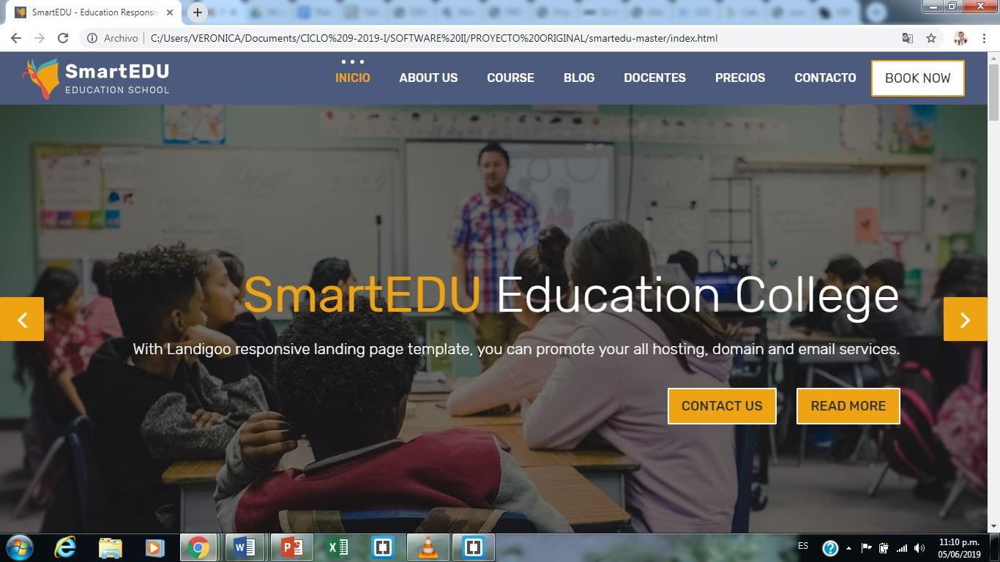 SmartEDU - Education Responsiv
Archivo
C:/Users/VERONICA/Documents/CICLO%209-2019-I/SOFTWARE%20II/PROYECTO%20ORIGINAL/smartedu-master/index.html
SmartEDU
EDUCATION SCHOOL
INICIO ABOUT US COURSE BLOG DOCENTES PRECIOS CONTACTO BOOK NOW
SmartEDU Education College
With Landigoo responsive landing page template, you can promote your all hosting, domain and email services.
CONTACT US READ MORE
ES
11:10 p.m.
05/06/2019